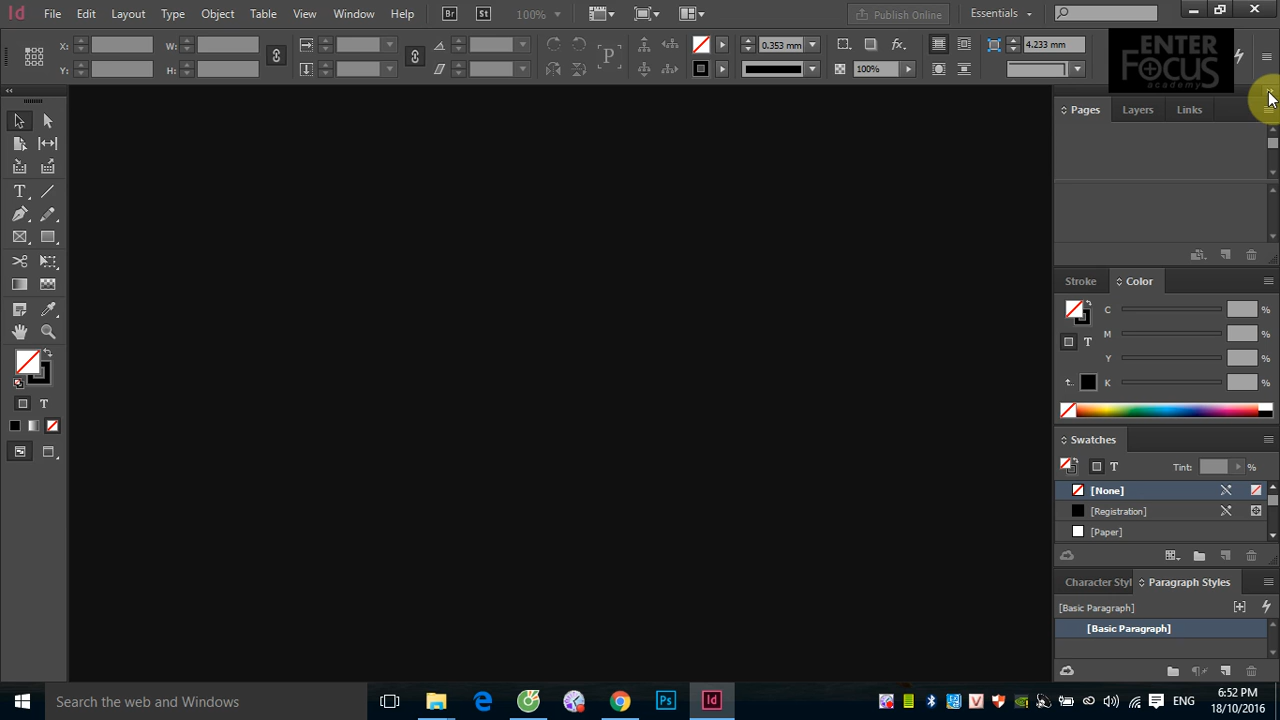 Id File Edit Layout Type Object Table View Window Help Br St 100% Publish Online Essentials
X: W: 0.353 mm 4.233 mm
Y: H: P 100%
ENTER
FOCUS
academy
Pages Layers Links
Stroke Color
C %
M %
T
Y %
K %
Swatches
T Tint: %
[None]
[Registration]
[Paper]
Character Styl Paragraph Styles
[Basic Paragraph]
[Basic Paragraph]
T
T
Search the web and Windows Ps Id ENG 6:52 PM
18/10/2016